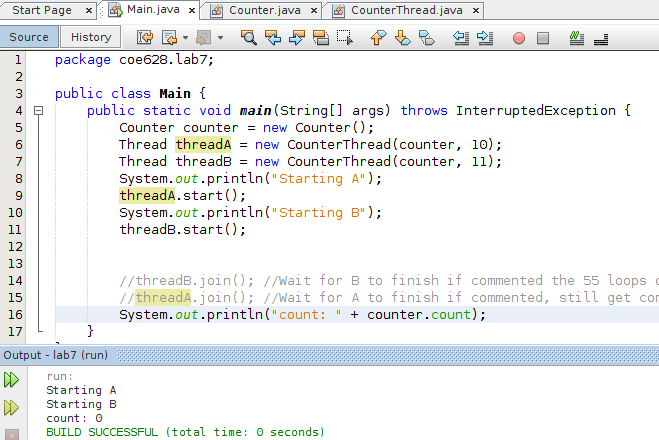 Start Page
Main.java
Counter.java
CounterThread.java
Source History
1 package coe628.lab7;
2
3 public class Main {
4 public static void main(String[] args) throws InterruptedException {
5 Counter counter = new Counter();
6 Thread threadA = new CounterThread(counter, 10);
7 Thread threadB = new CounterThread(counter, 11);
8 System.out.println("Starting A");
9 threadA.start();
10 System.out.println("Starting B");
11 threadB.start();
12
13
14 //threadB.join(); //Wait for B to finish if commented the 55 loops
15 //threadA.join(); //Wait for A to finish if commented, still get
16 System.out.println("count: " + counter.count);
17 }
Output - lab7 (run)
run:
Starting A
Starting B
count: 0
BUILD SUCCESSFUL (total time: 0 seconds)